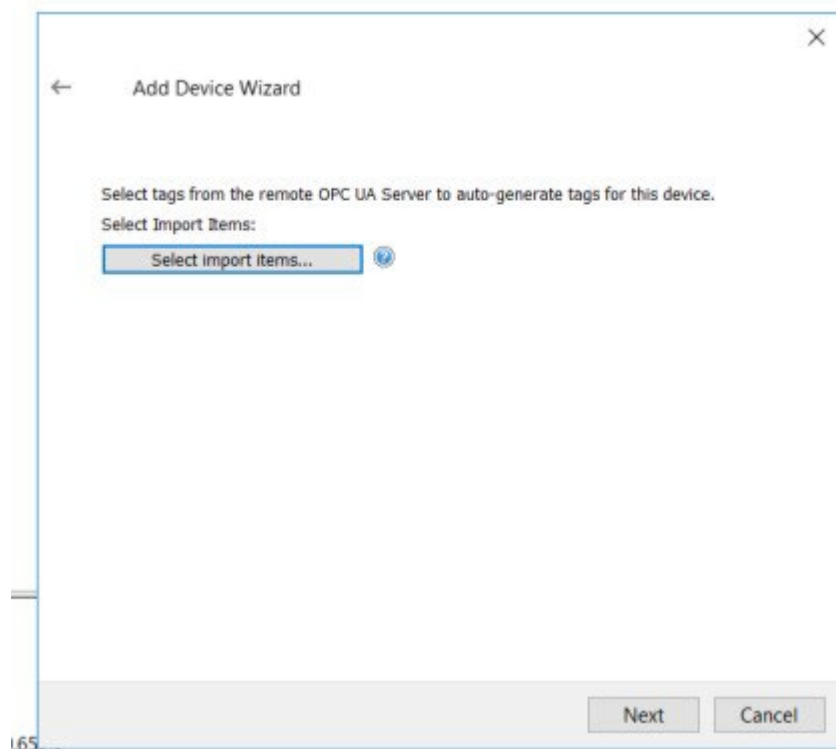 Add Device Wizard
Select tags from the remote OPC UA Server to auto-generate tags for this device.
Select Import Items:
Select import items...
Next Cancel